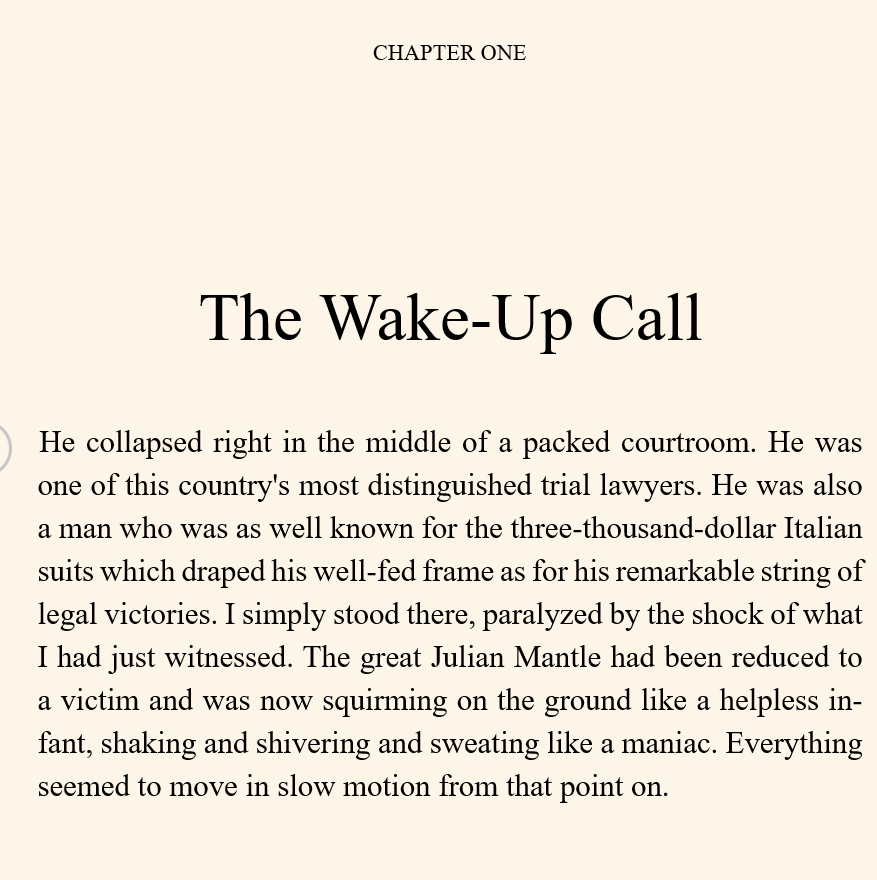 CHAPTER ONE
The Wake-Up Call
He collapsed right in the middle of a packed courtroom. He was
one of this country's most distinguished trial lawyers. He was also
a man who was as well known for the three-thousand-dollar Italian
suits which draped his well-fed frame as for his remarkable string of
legal victories. I simply stood there, paralyzed by the shock of what
I had just witnessed. The great Julian Mantle had been reduced to
a victim and was now squirming on the ground like a helpless in-
fant, shaking and shivering and sweating like a maniac. Everything
seemed to move in slow motion from that point on.